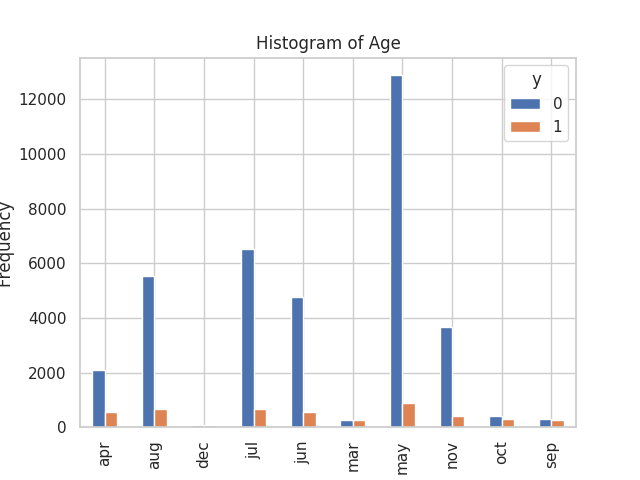 Histogram of Age
y
0
1
12000
10000
8000
6000
4000
2000
0
Frequency
apr
aug
dec
jul
jun
mar
may
nov
oct
sep